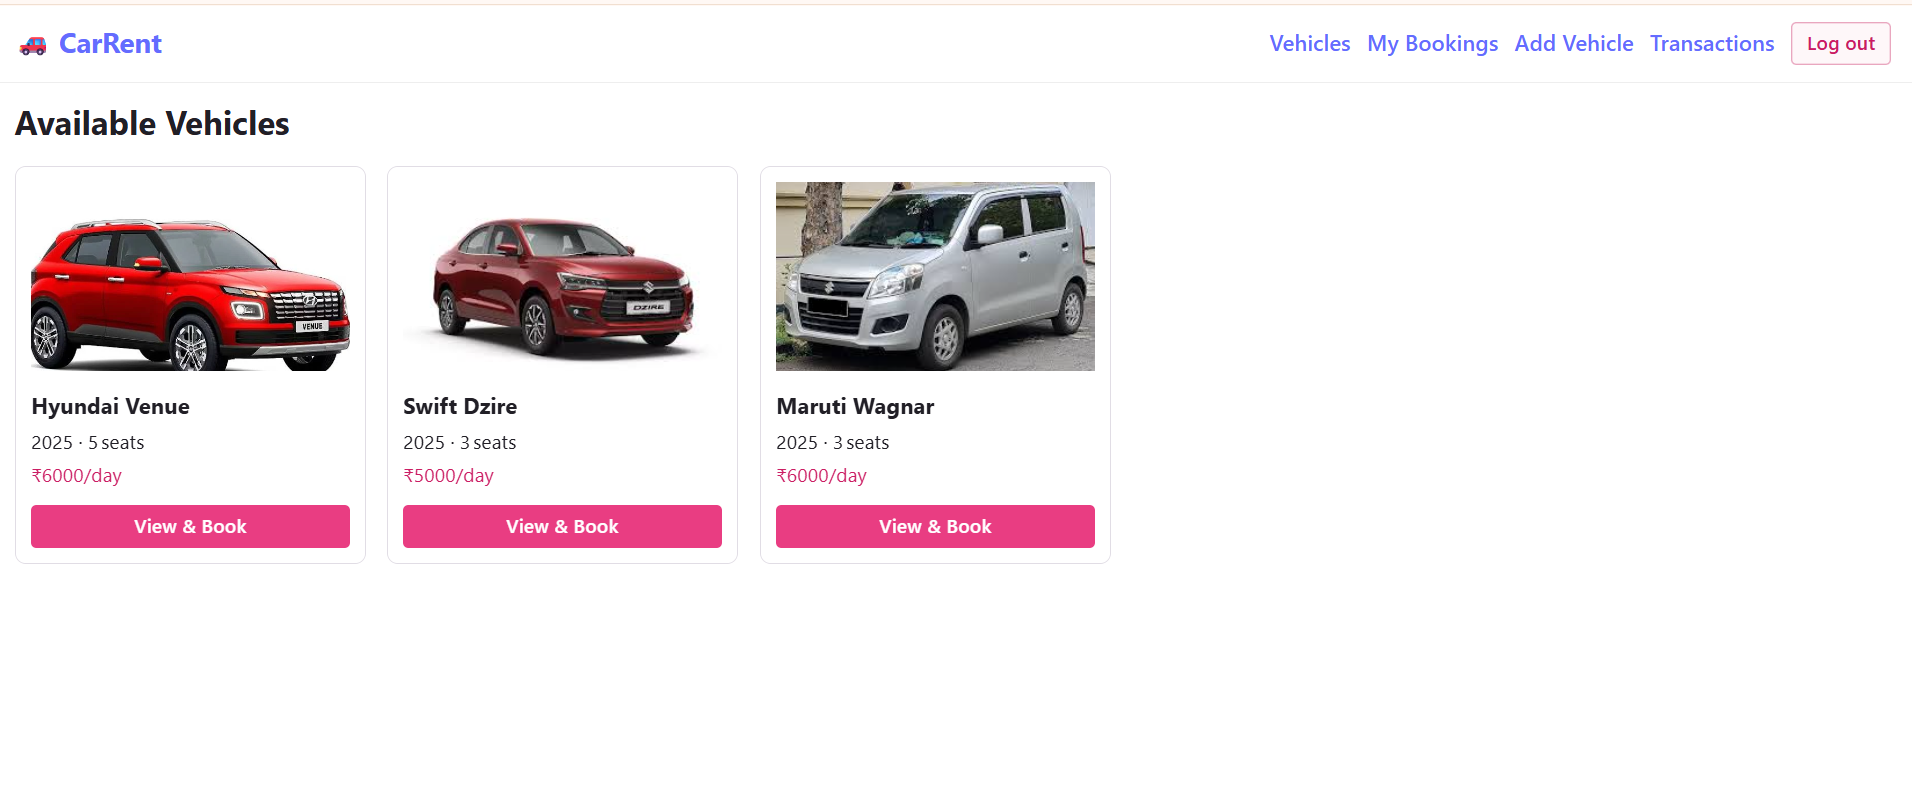 CarRent
Vehicles My Bookings Add Vehicle Transactions Log out
Available Vehicles
VENUE
DZIRE
Hyundai Venue
2025 · 5 seats
₹6000/day
View & Book
Swift Dzire
2025 · 3 seats
₹5000/day
View & Book
Maruti Wagnar
2025 · 3 seats
₹6000/day
View & Book